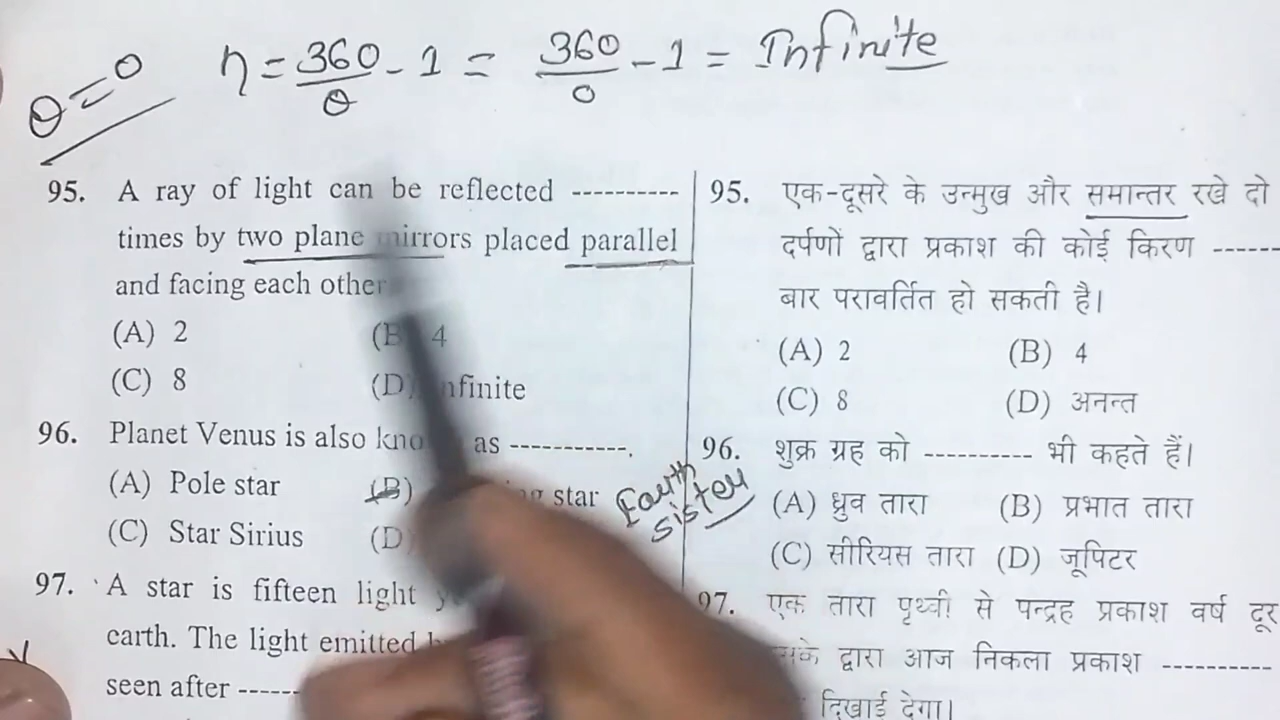 θ = 0
η = 360/θ - 1 = 360/0 - 1 = Infinite
95. A ray of light can be reflected ----------
times by two plane mirrors placed parallel
and facing each other
(A) 2 (B) 4
(C) 8 (D) Infinite
96. Planet Venus is also known as -----------.
(A) Pole star (B) star
(C) Star Sirius (D)
Earth
sister
97. A star is fifteen light
earth. The light emitted
seen after ------
95. एक-दूसरे के उन्मुख और समान्तर रखे दो
दर्पणों द्वारा प्रकाश की कोई किरण ------
बार परावर्तित हो सकती है।
(A) 2 (B) 4
(C) 8 (D) अनन्त
96. शुक्र ग्रह को ---------- भी कहते हैं।
(A) ध्रुव तारा (B) प्रभात तारा
(C) सीरियस तारा (D) जूपिटर
97. एक तारा पृथ्वी से पन्द्रह प्रकाश वर्ष दूर
द्वारा आज निकला प्रकाश ----------
दिखाई देगा।